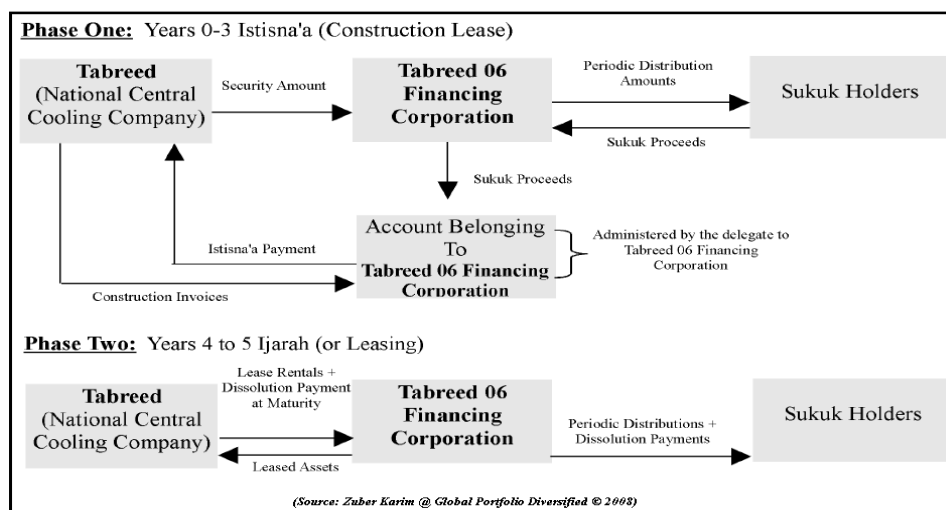 Phase One: Years 0-3 Istisna'a (Construction Lease)
Tabreed
(National Central
Cooling Company)
Security Amount
Tabreed 06
Financing
Corporation
Periodic Distribution
Amounts
Sukuk Holders
Sukuk Proceeds
Sukuk Proceeds
Istisna'a Payment
Account Belonging
To
Tabreed 06 Financing
Corporation
Administered by the delegate to
Tabreed 06 Financing
Corporation
Construction Invoices
Phase Two: Years 4 to 5 Ijarah (or Leasing)
Tabreed
(National Central
Cooling Company)
Lease Rentals +
Dissolution Payment
at Maturity
Leased Assets
Tabreed 06
Financing
Corporation
Periodic Distributions +
Dissolution Payments
Sukuk Holders
(Source: Zuber Karim @ Global Portfolio Diversified © 2008)